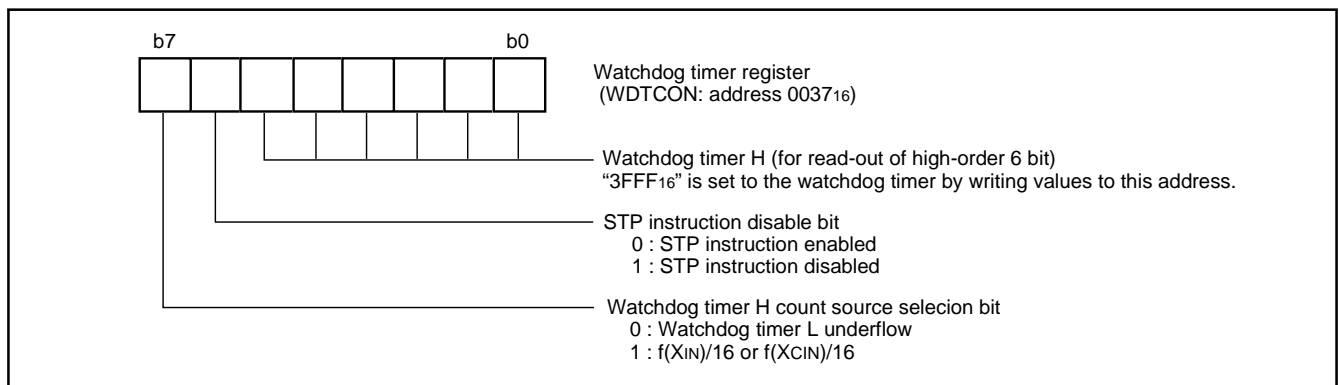 b7 b0
Watchdog timer register
(WDTCON: address 003716)
Watchdog timer H (for read-out of high-order 6 bit)
“3FFF16” is set to the watchdog timer by writing values to this address.
STP instruction disable bit
0 : STP instruction enabled
1 : STP instruction disabled
Watchdog timer H count source selecion bit
0 : Watchdog timer L underflow
1 : f(XIN)/16 or f(XCIN)/16